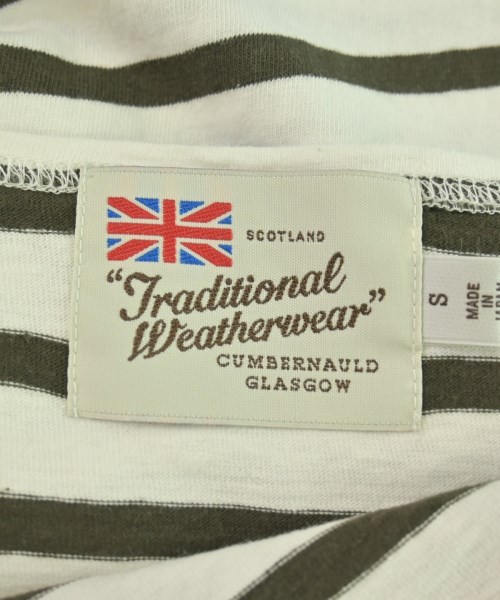 SCOTLAND
"Traditional
Weatherwear"
CUMBERNAULD
GLASGOW
S
MADE
IN